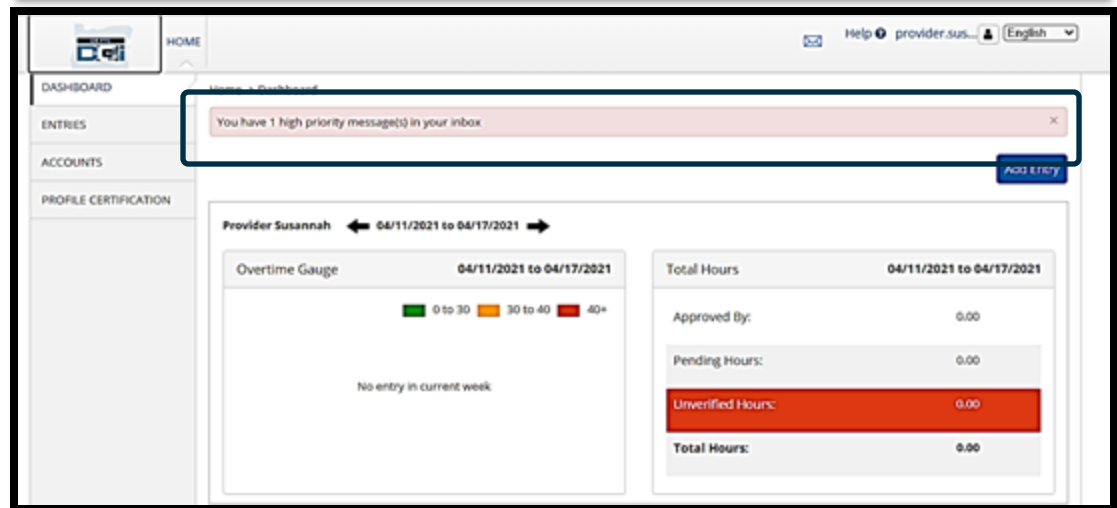 HOME
Help provider.sus... English
DASHBOARD
Home > Dashboard
ENTRIES
You have 1 high priority message(s) in your inbox ×
ACCOUNTS
Add Entry
PROFILE CERTIFICATION
Provider Susannah 04/11/2021 to 04/17/2021
Overtime Gauge 04/11/2021 to 04/17/2021
0 to 30 30 to 40 40+
No entry in current week
Total Hours 04/11/2021 to 04/17/2021
Approved By: 0.00
Pending Hours: 0.00
Unverified Hours: 0.00
Total Hours: 0.00